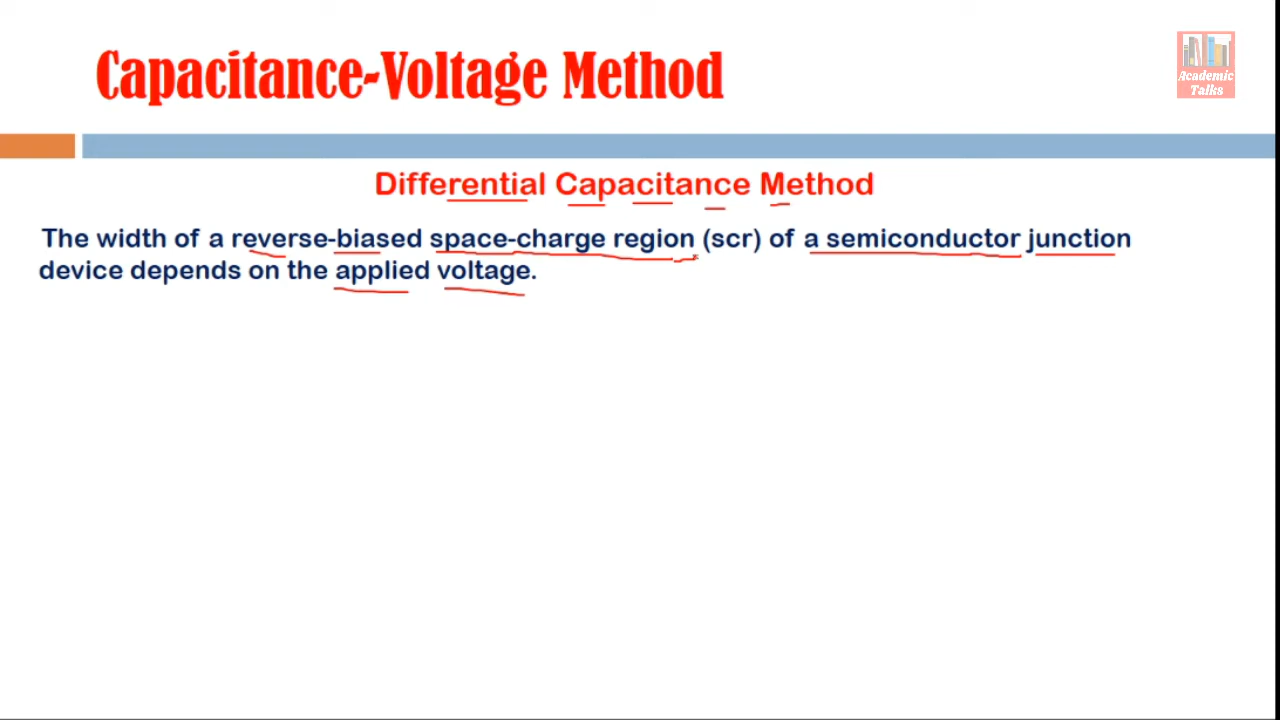 Capacitance-Voltage Method
Academic
Talks
Differential Capacitance Method
The width of a reverse-biased space-charge region (scr) of a semiconductor junction
device depends on the applied voltage.